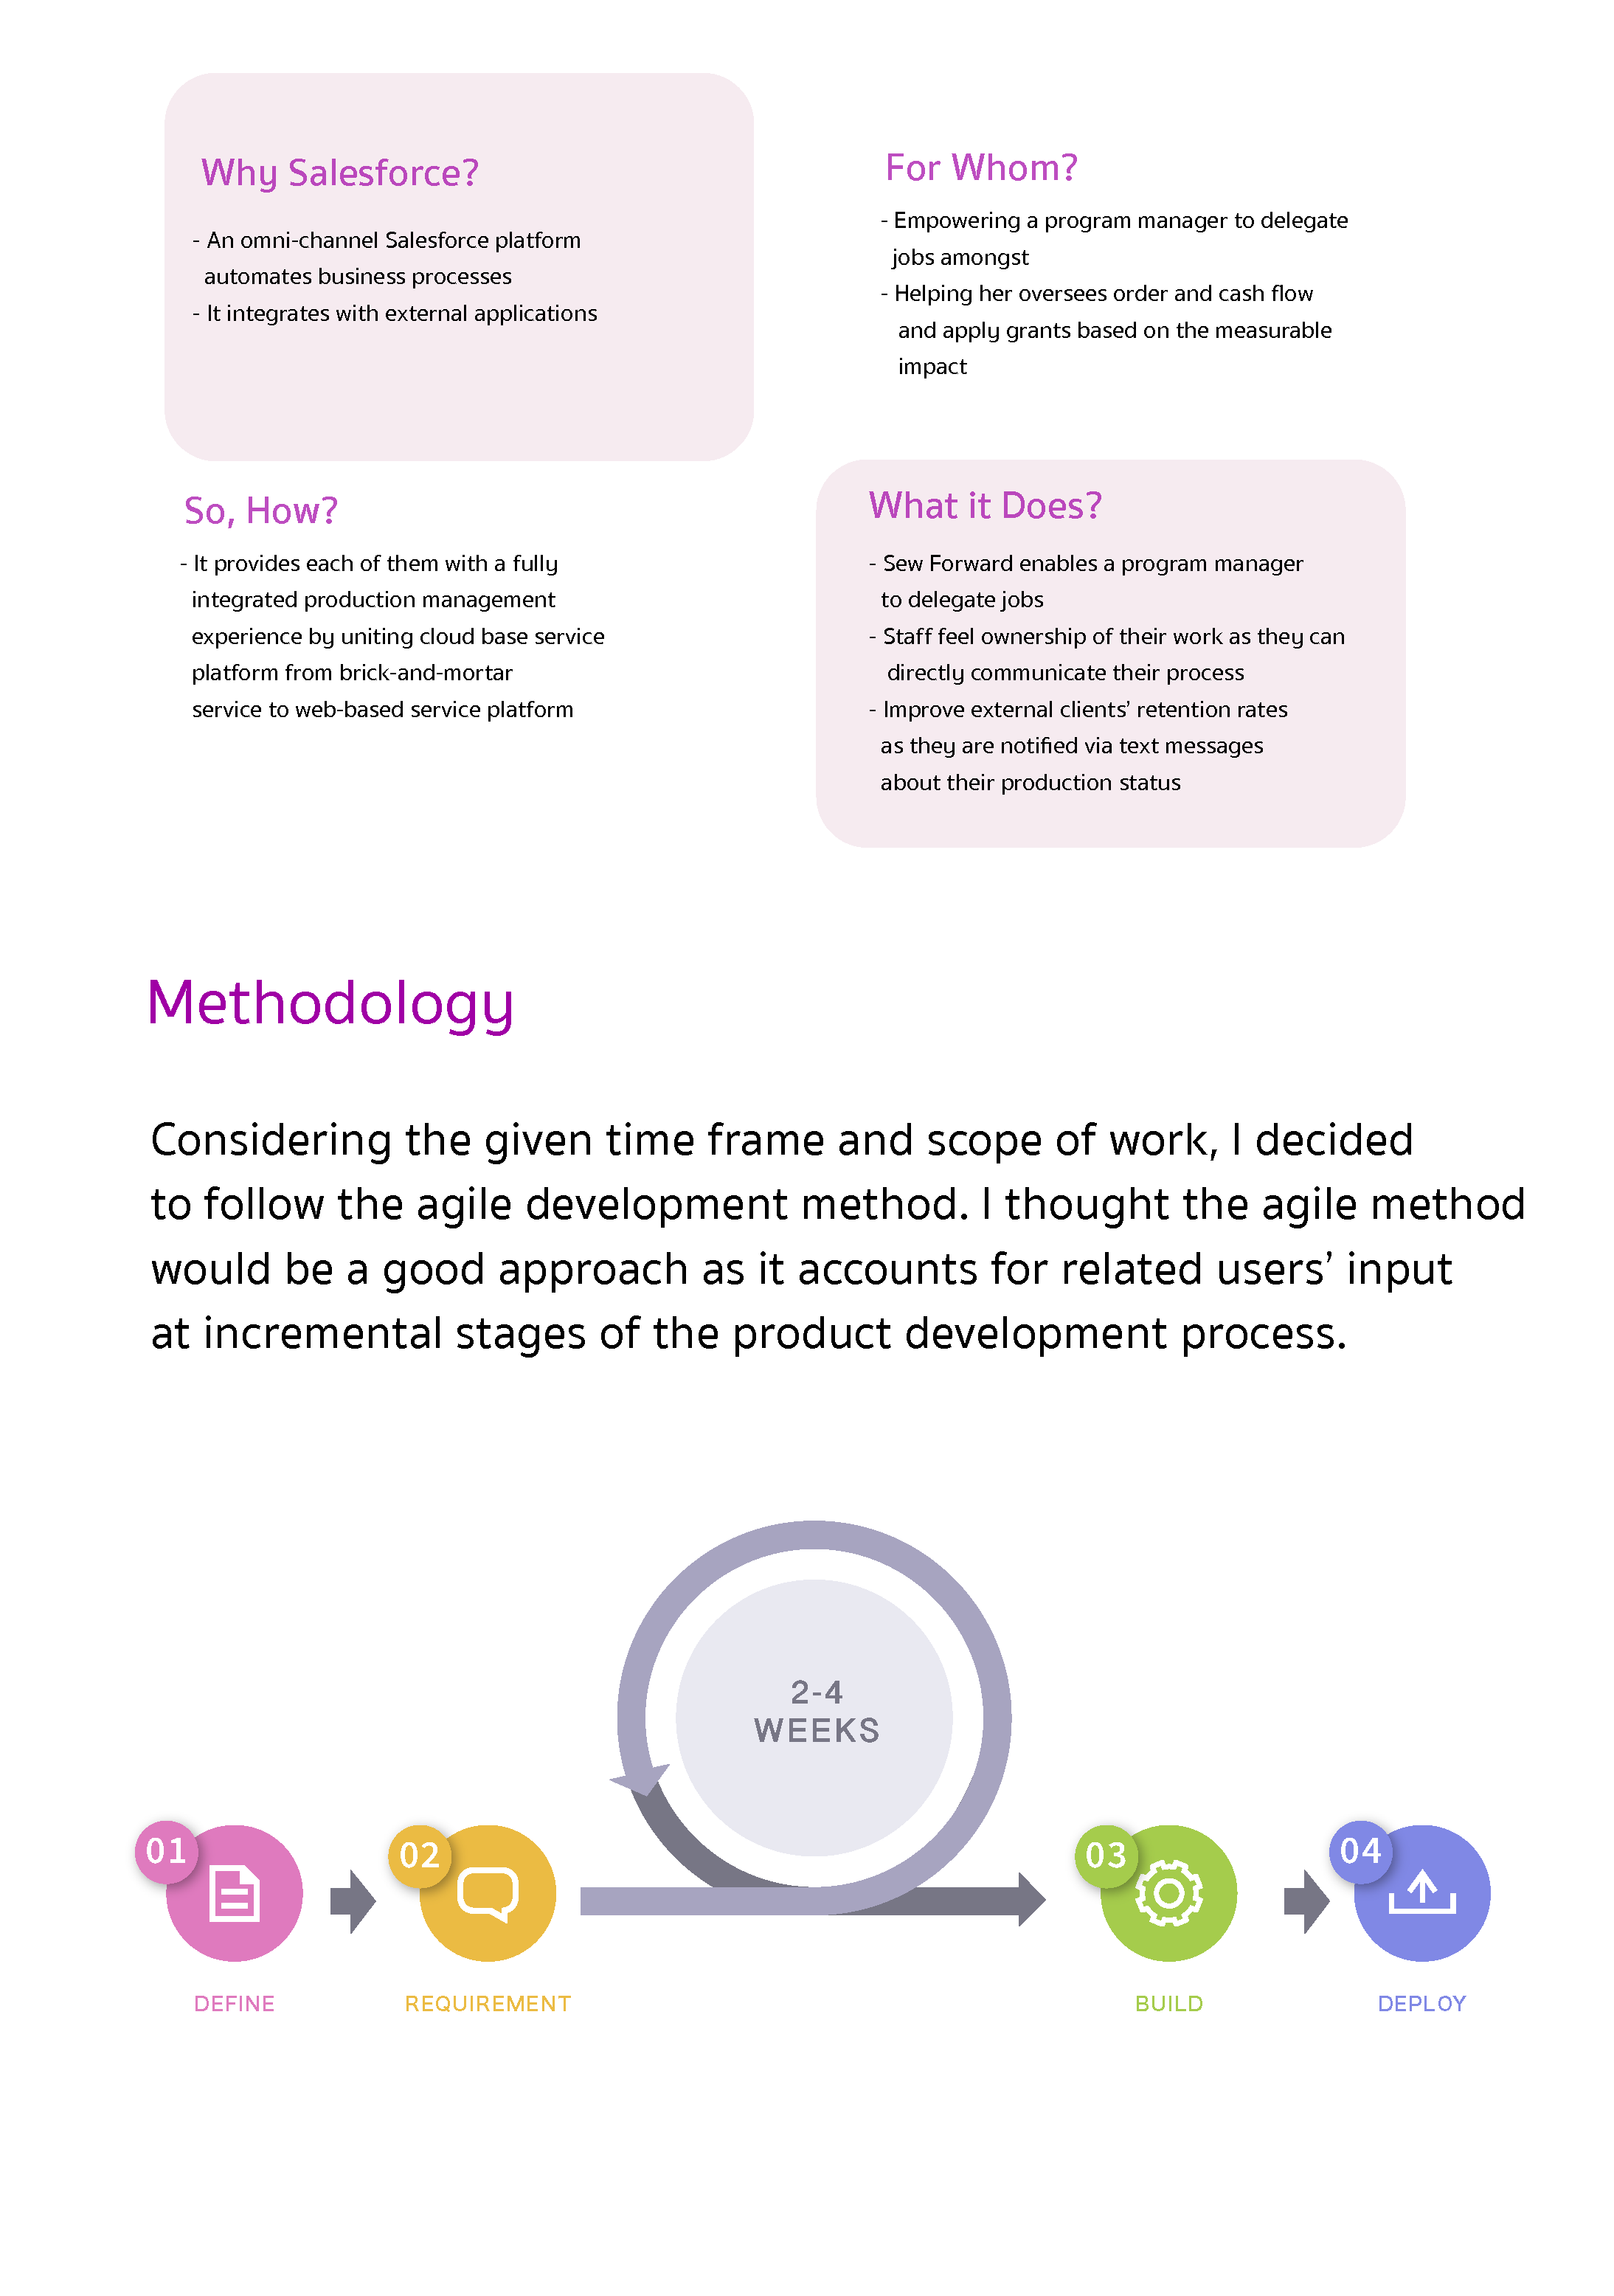 Why Salesforce?
- An omni-channel Salesforce platform
automates business processes
- It integrates with external applications
For Whom?
- Empowering a program manager to delegate
jobs amongst
- Helping her oversees order and cash flow
and apply grants based on the measurable
impact
So, How?
- It provides each of them with a fully
integrated production management
experience by uniting cloud base service
platform from brick-and-mortar
service to web-based service platform
What it Does?
- Sew Forward enables a program manager
to delegate jobs
- Staff feel ownership of their work as they can
directly communicate their process
- Improve external clients’ retention rates
as they are notified via text messages
about their production status
Methodology
Considering the given time frame and scope of work, I decided
to follow the agile development method. I thought the agile method
would be a good approach as it accounts for related users’ input
at incremental stages of the product development process.
2-4
WEEKS
01
02
03
04
DEFINE
REQUIREMENT
BUILD
DEPLOY